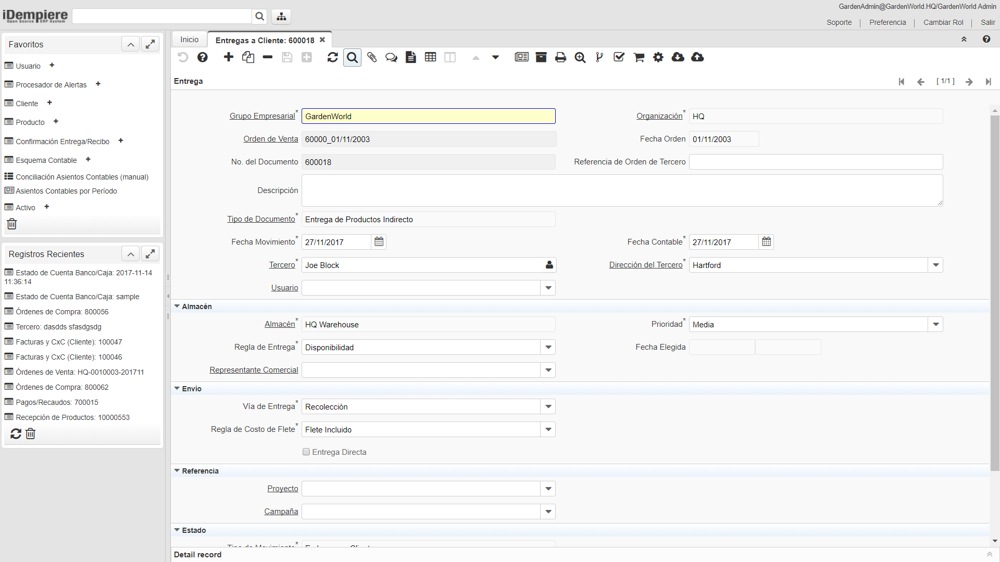 iDempiere
Open Source ERP System
GardenAdmin@GardenWorld.HQ/GardenWorld Admin
Soporte
Preferencia
Cambiar Rol
Salir
Favoritos
Usuario
Procesador de Alertas
Cliente
Producto
Confirmación Entrega/Recibo
Esquema Contable
Conciliación Asientos Contables (manual)
Asientos Contables por Período
Activo
Registros Recientes
Estado de Cuenta Banco/Caja: 2017-11-14
11:36:14
Estado de Cuenta Banco/Caja: sample
Órdenes de Compra: 800056
Tercero: dasdds sfasdgsdg
Facturas y CxC (Cliente): 100047
Facturas y CxC (Cliente): 100046
Órdenes de Venta: HQ-0010003-201711
Órdenes de Compra: 800062
Pagos/Recaudos: 700015
Recepción de Productos: 10000553
Inicio
Entregas a Cliente: 600018
Entrega
[ 1/1 ]
Grupo Empresarial* GardenWorld
Organización* HQ
Orden de Venta 60000_01/11/2003
Fecha Orden 01/11/2003
No. del Documento 600018
Referencia de Orden de Tercero
Descripción
Tipo de Documento* Entrega de Productos Indirecto
Fecha Movimiento* 27/11/2017
Fecha Contable* 27/11/2017
Tercero* Joe Block
Dirección del Tercero* Hartford
Usuario
Almacén
Almacén* HQ Warehouse
Prioridad* Media
Regla de Entrega* Disponibilidad
Fecha Elegida
Representante Comercial
Envío
Vía de Entrega* Recolección
Regla de Costo de Flete* Flete Incluido
Entrega Directa
Referencia
Proyecto
Campaña
Estado
Tipo de Movimiento*
Detail record